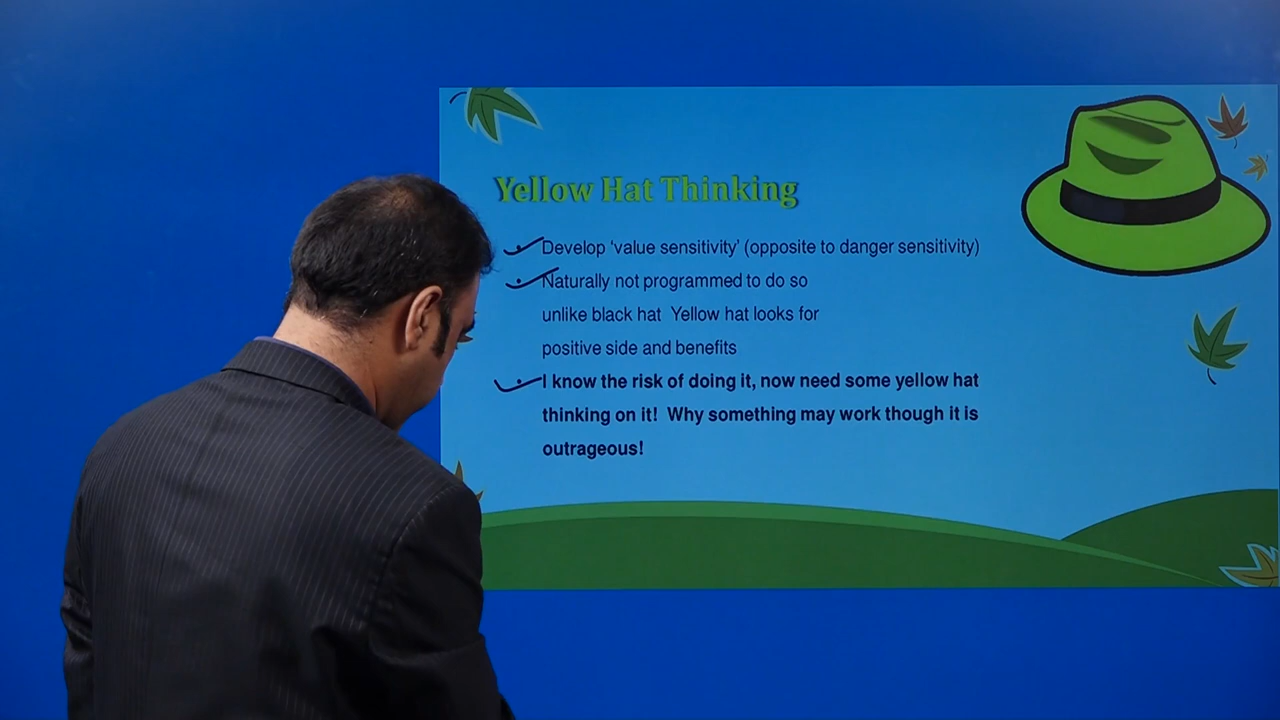 Yellow Hat Thinking
Develop 'value sensitivity' (opposite to danger sensitivity)
Naturally not programmed to do so
unlike black hat Yellow hat looks for
positive side and benefits
I know the risk of doing it, now need some yellow hat
thinking on it! Why something may work though it is
outrageous!